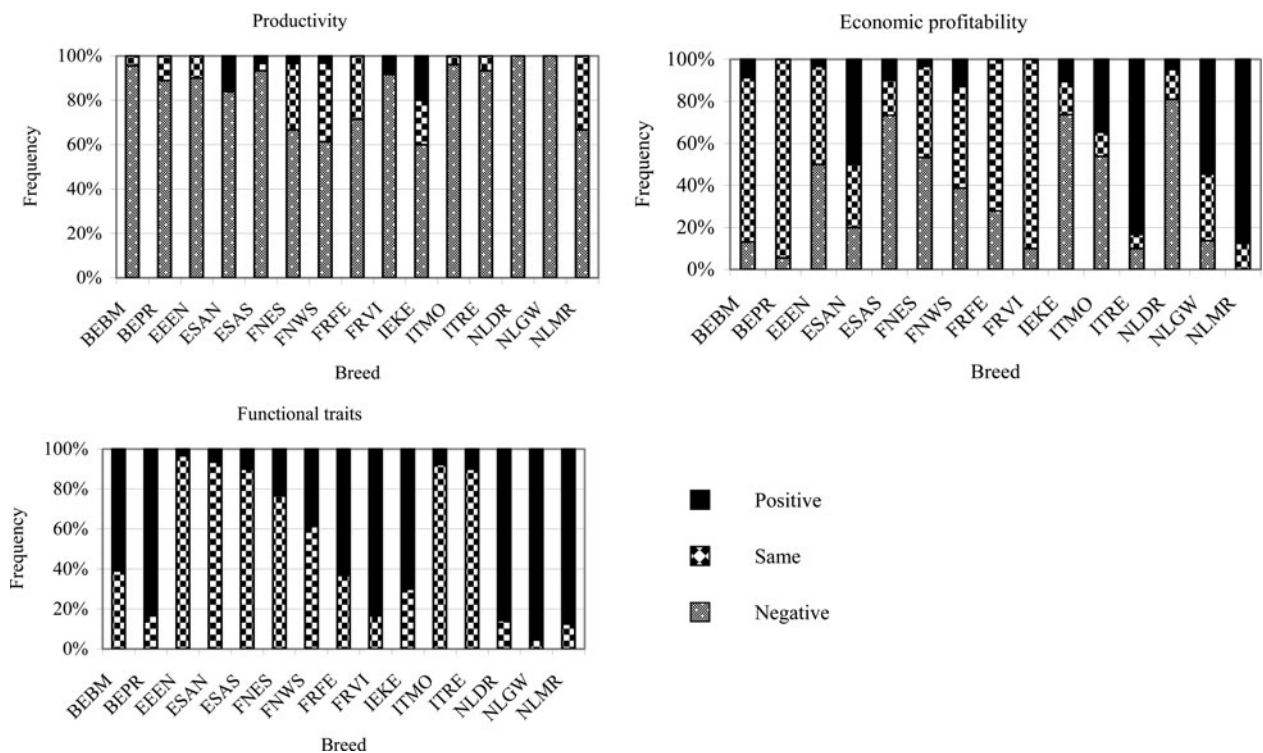 Productivity
100%
80%
60%
40%
20%
0%
Frequency
BEBM
BEPR
EEEN
ESAN
ESAS
FNES
FNWS
FRFE
FRVI
IEKE
ITMO
ITRE
NLDR
NLGW
NLMR
Breed
Economic profitability
100%
80%
60%
40%
20%
0%
Frequency
BEBM
BEPR
EEEN
ESAN
ESAS
FNES
FNWS
FRFE
FRVI
IEKE
ITMO
ITRE
NLDR
NLGW
NLMR
Breed
Functional traits
100%
80%
60%
40%
20%
0%
Frequency
BEBM
BEPR
EEEN
ESAN
ESAS
FNES
FNWS
FRFE
FRVI
IEKE
ITMO
ITRE
NLDR
NLGW
NLMR
Breed
Positive
Same
Negative